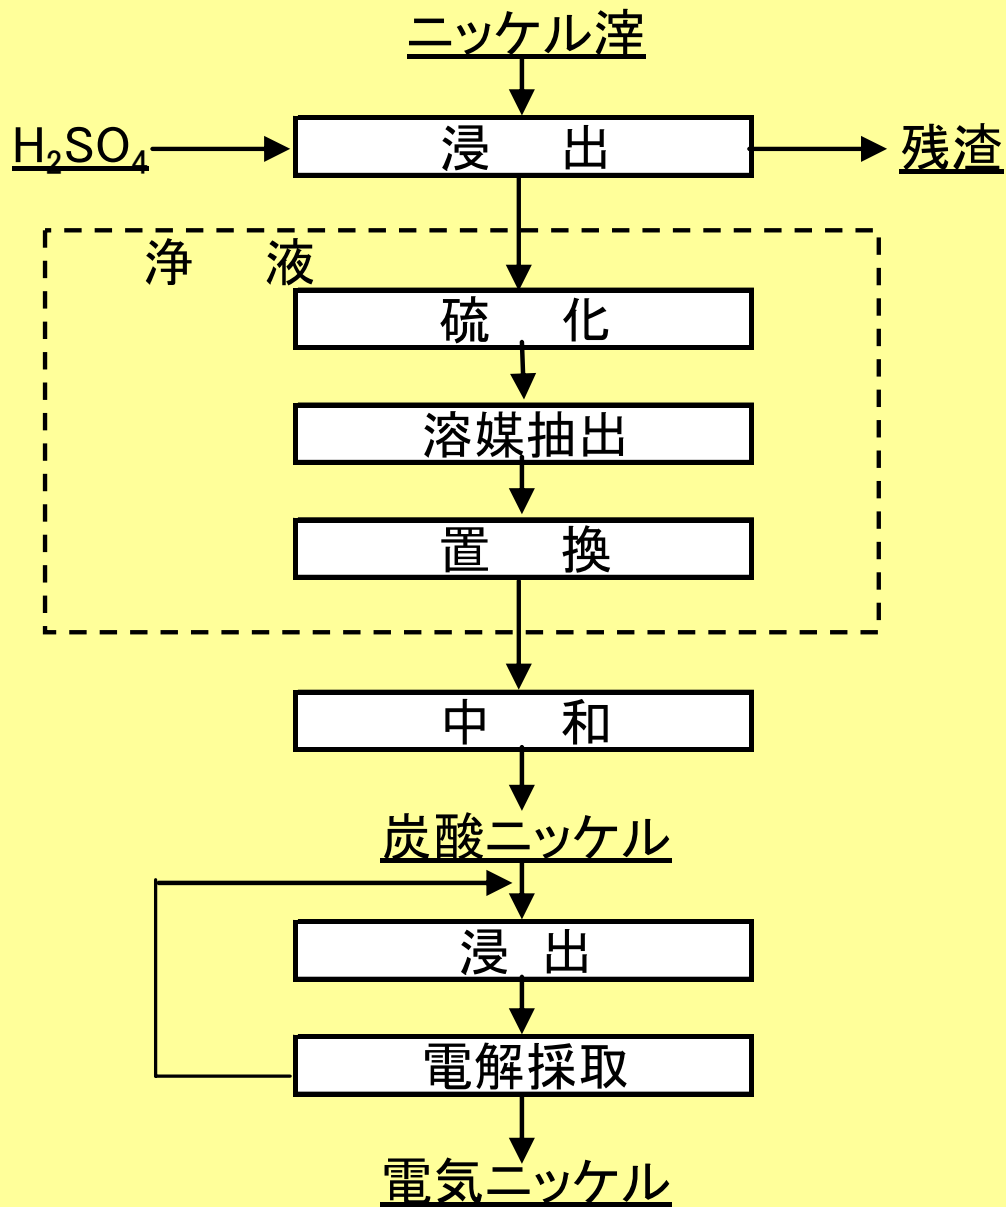 ニッケル滓
H₂SO₄
浸 出
残渣
浄 液
硫 化
溶媒抽出
置 換
中 和
炭酸ニッケル
浸 出
電解採取
電気ニッケル